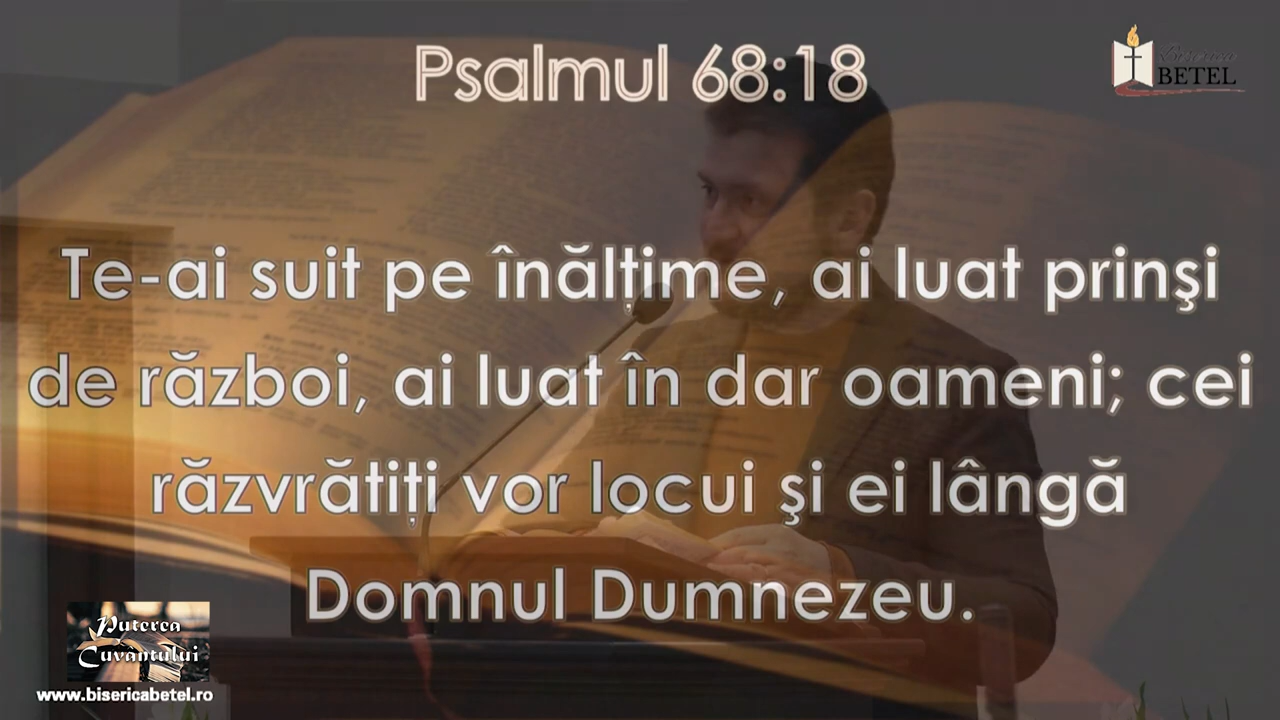 Psalmul 68:18
Biserica
BETEL
Te-ai suit pe înălțime, ai luat prinşi
de război, ai luat în dar oameni; cei
răzvrătiți vor locui şi ei lângă
Domnul Dumnezeu.
Puterea
Cuvantului
www.bisericabetel.ro